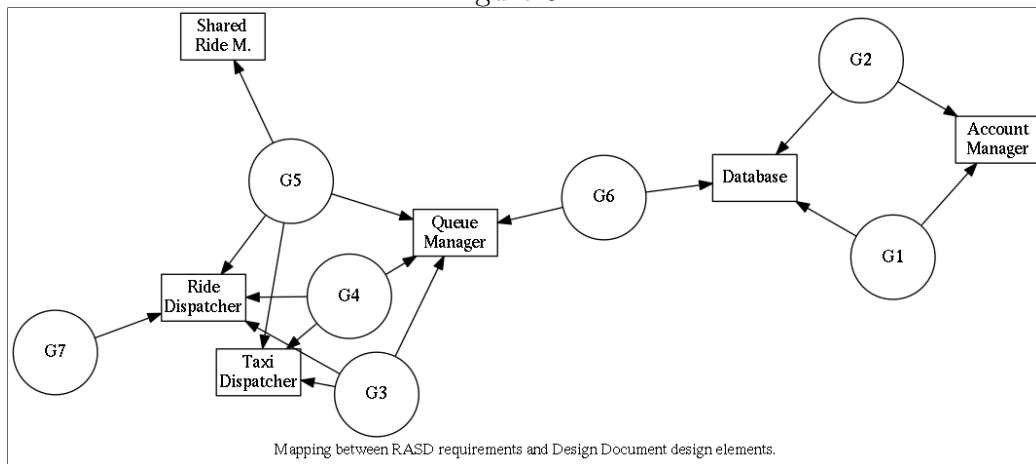 Shared
Ride M.
G2
Account
Manager
G5
Database
G6
Queue
Manager
G1
Ride
Dispatcher
G4
G7
Taxi
Dispatcher
G3
Mapping between RASD requirements and Design Document design elements.